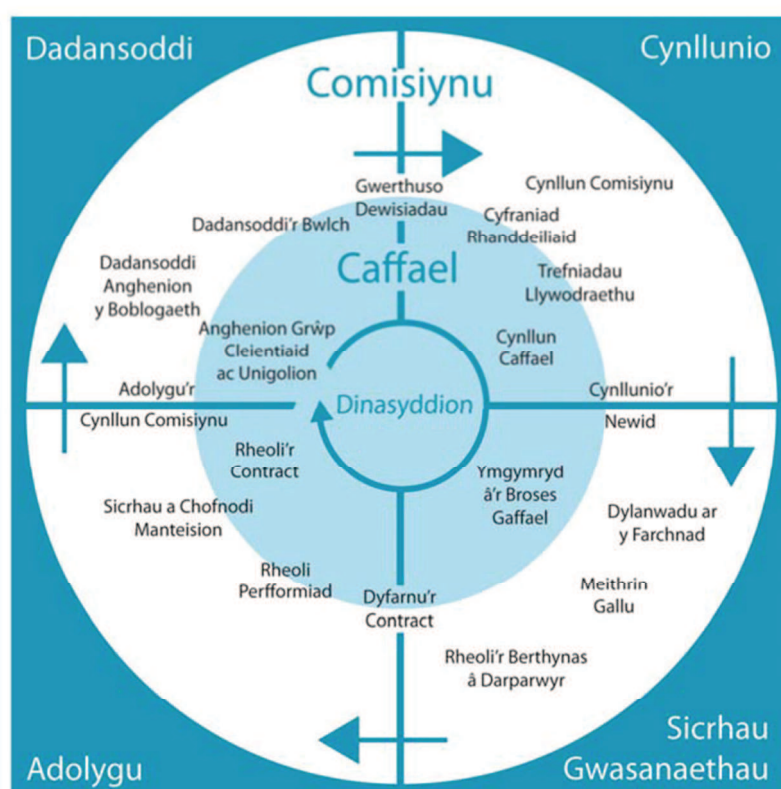 Dadansoddi
Cynllunio
Comisiynu
Gwerthuso
Dewisiadau
Cynllun Comisiynu
Dadansoddi'r Bwlch
Cyfraniad
Rhanddeiliaid
Caffael
Dadansoddi
Anghenion
y Boblogaeth
Trefniadau
Llywodraethu
Anghenion Grŵp
Cleientiaid
ac Unigolion
Cynllun
Caffael
Adolygu'r
Cynllun Comisiynu
Dinasyddion
Cynllunio'r
Newid
Rheoli'r
Contract
Ymgymryd
â'r Broses
Gaffael
Sicrhau a Chofnodi
Manteision
Dylanwadu ar
y Farchnad
Rheoli
Perfformiad
Dyfarnu'r
Contract
Meithrin
Gallu
Rheoli'r Berthynas
â Darparwyr
Adolygu
Sicrhau
Gwasanaethau